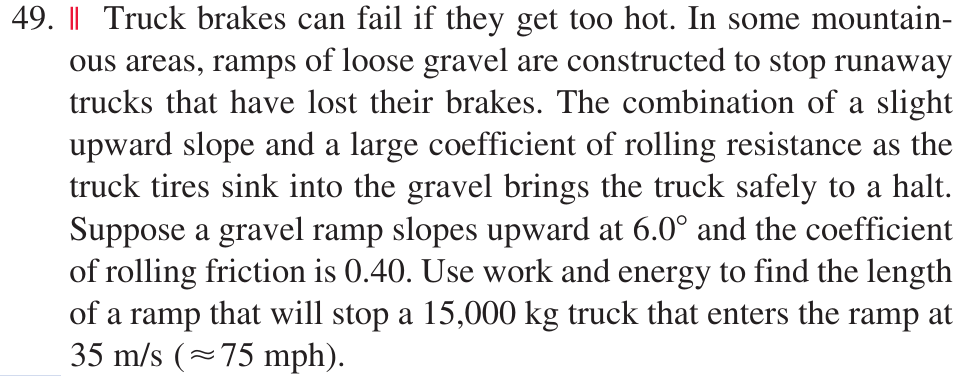 49. || Truck brakes can fail if they get too hot. In some mountain-
ous areas, ramps of loose gravel are constructed to stop runaway
trucks that have lost their brakes. The combination of a slight
upward slope and a large coefficient of rolling resistance as the
truck tires sink into the gravel brings the truck safely to a halt.
Suppose a gravel ramp slopes upward at 6.0° and the coefficient
of rolling friction is 0.40. Use work and energy to find the length
of a ramp that will stop a 15,000 kg truck that enters the ramp at
35 m/s (≈75 mph).